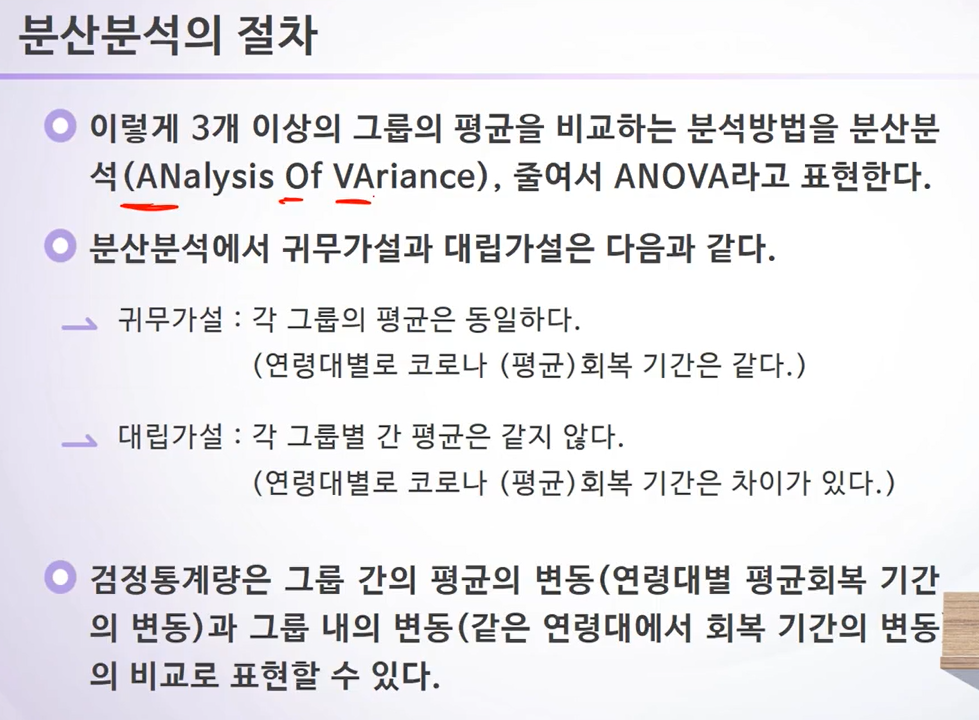 분산분석의 절차
이렇게 3개 이상의 그룹의 평균을 비교하는 분석방법을 분산분
석(ANalysis Of VAriance), 줄여서 ANOVA라고 표현한다.
분산분석에서 귀무가설과 대립가설은 다음과 같다.
귀무가설 : 각 그룹의 평균은 동일하다.
(연령대별로 코로나 (평균)회복 기간은 같다.)
대립가설 : 각 그룹별 간 평균은 같지 않다.
(연령대별로 코로나 (평균)회복 기간은 차이가 있다.)
검정통계량은 그룹 간의 평균의 변동(연령대별 평균회복 기간
의 변동)과 그룹 내의 변동(같은 연령대에서 회복 기간의 변동
의 비교로 표현할 수 있다.